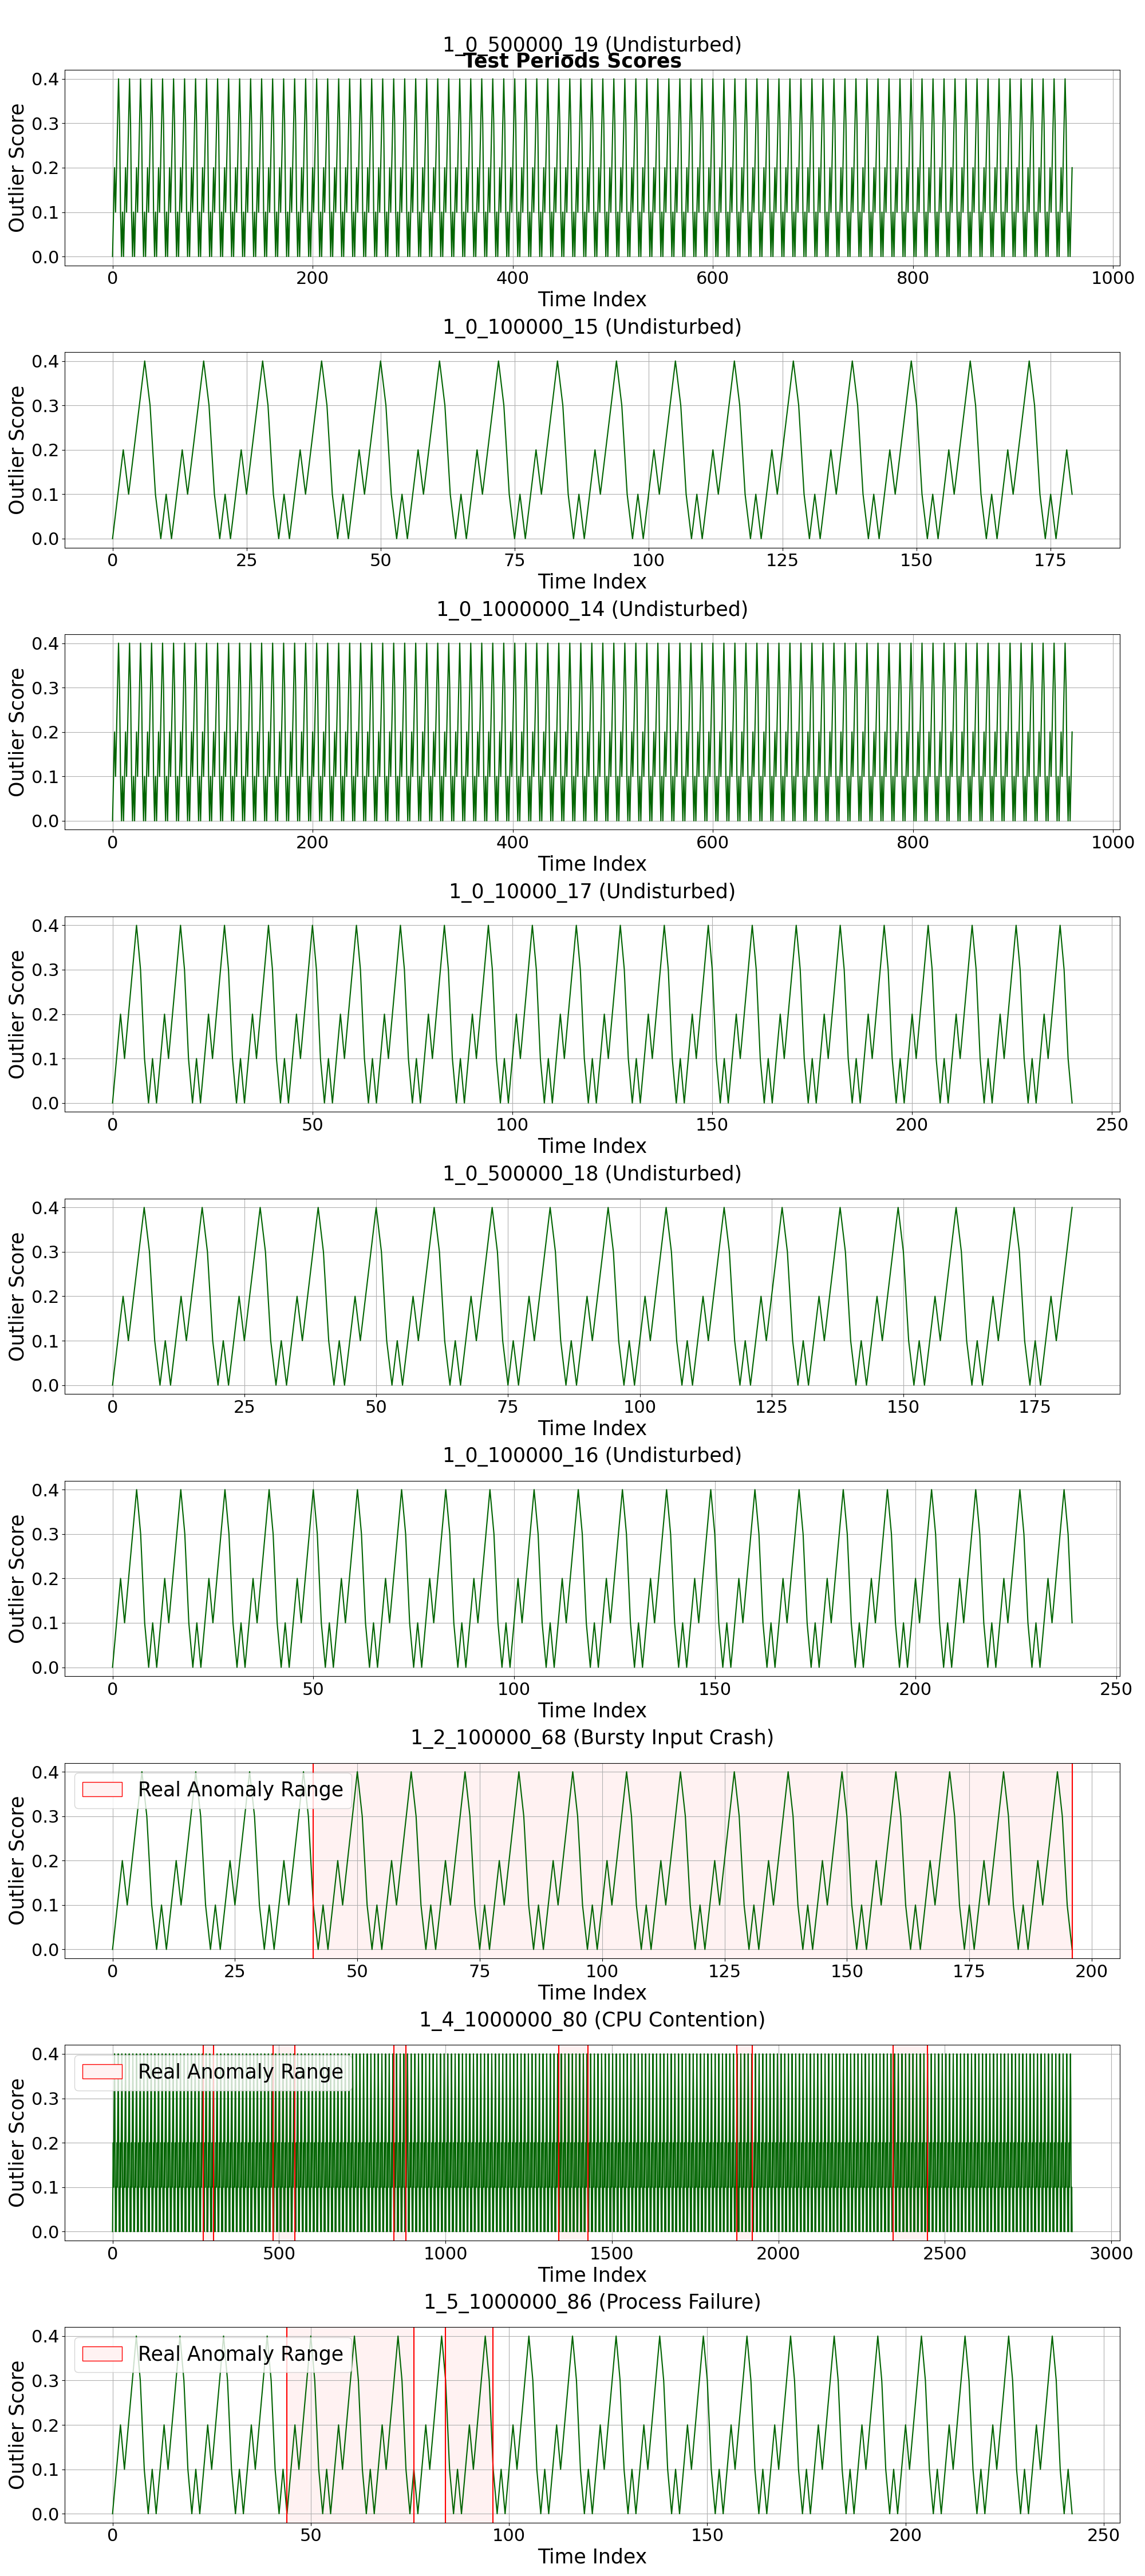 1_0_500000_19 (Undisturbed)
Test Periods Scores
Outlier Score
0.4
0.3
0.2
0.1
0.0
0 200 400 600 800 1000
Time Index
1_0_100000_15 (Undisturbed)
Outlier Score
0.4
0.3
0.2
0.1
0.0
0 25 50 75 100 125 150 175
Time Index
1_0_1000000_14 (Undisturbed)
Outlier Score
0.4
0.3
0.2
0.1
0.0
0 200 400 600 800 1000
Time Index
1_0_10000_17 (Undisturbed)
Outlier Score
0.4
0.3
0.2
0.1
0.0
0 50 100 150 200 250
Time Index
1_0_500000_18 (Undisturbed)
Outlier Score
0.4
0.3
0.2
0.1
0.0
0 25 50 75 100 125 150 175
Time Index
1_0_100000_16 (Undisturbed)
Outlier Score
0.4
0.3
0.2
0.1
0.0
0 50 100 150 200 250
Time Index
1_2_100000_68 (Bursty Input Crash)
Real Anomaly Range
Outlier Score
0.4
0.3
0.2
0.1
0.0
0 25 50 75 100 125 150 175 200
Time Index
1_4_1000000_80 (CPU Contention)
Real Anomaly Range
Outlier Score
0.4
0.3
0.2
0.1
0.0
0 500 1000 1500 2000 2500 3000
Time Index
1_5_1000000_86 (Process Failure)
Real Anomaly Range
Outlier Score
0.4
0.3
0.2
0.1
0.0
0 50 100 150 200 250
Time Index